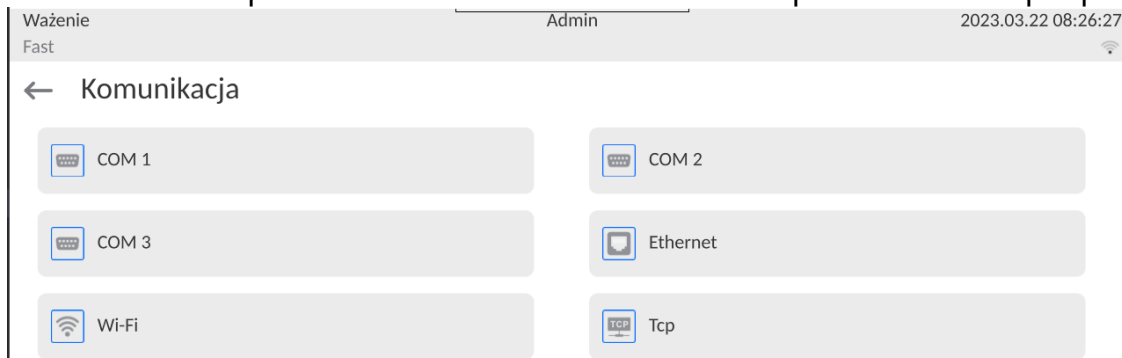 Ważenie Admin 2023.03.22 08:26:27
Fast
Komunikacja
COM 1 COM 2
COM 3 Ethernet
Wi-Fi TCP Tcp